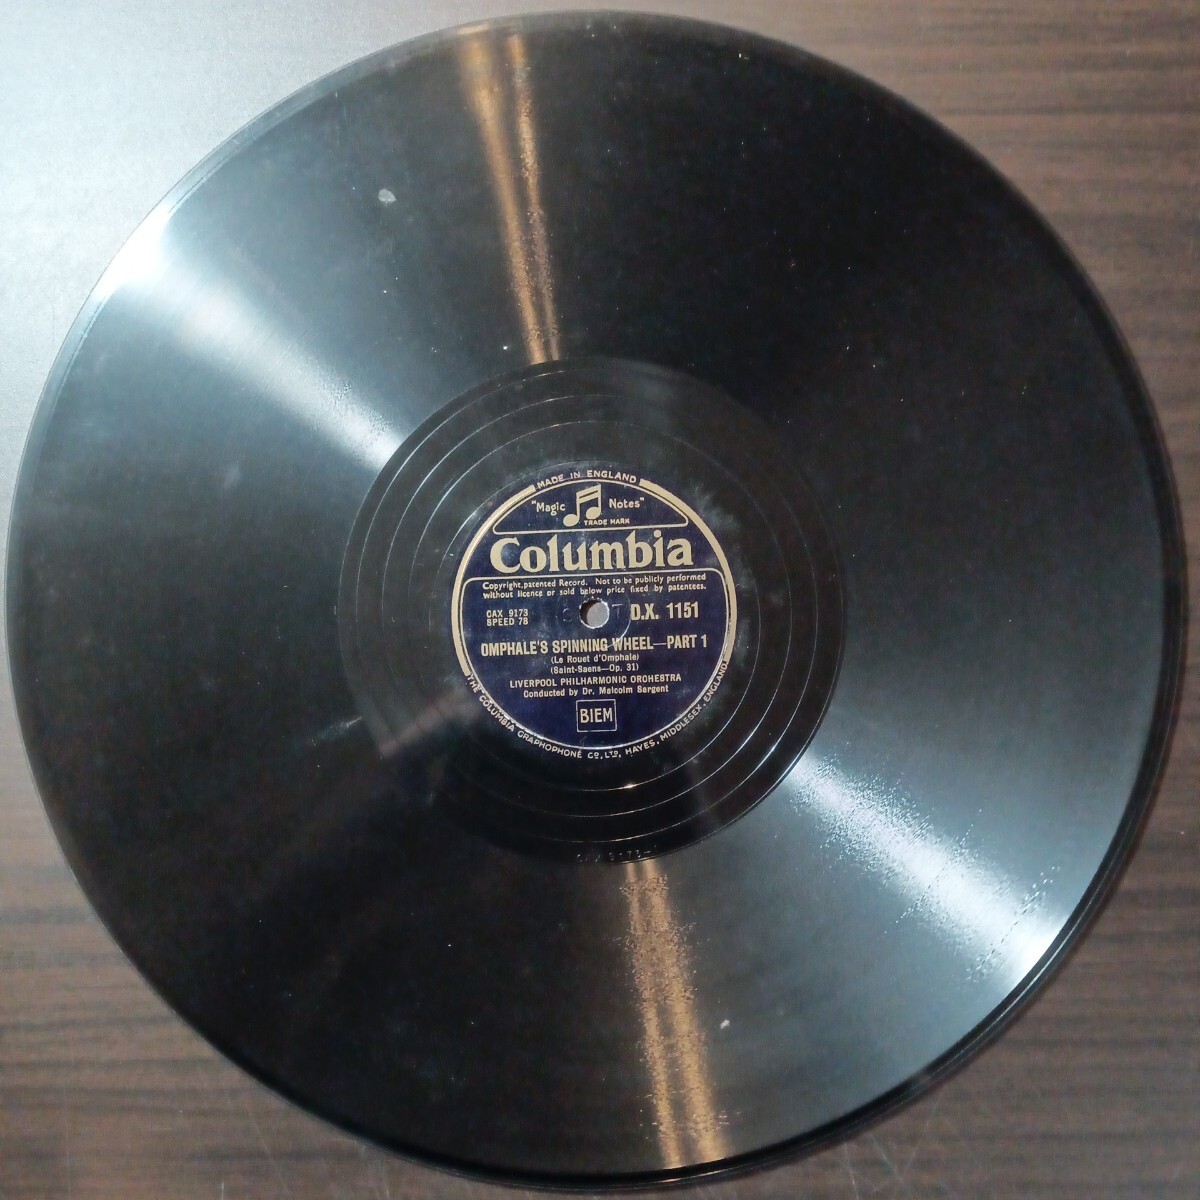 MADE IN ENGLAND
"Magic Notes"
TRADE MARK
Columbia
Copyright, patented Record. Not to be publicly performed
without licence or sold below price fixed by patentees.
CAX 9173
SPEED 78
D.X. 1151
OMPHALE'S SPINNING WHEEL—PART 1
(Le Rouet d'Omphale)
(Saint-Saens—Op. 31)
LIVERPOOL PHILHARMONIC ORCHESTRA
Conducted by Dr. Malcolm Sargent
BIEM
THE COLUMBIA GRAPHOPHONE CO., LTD., HAYES, MIDDLESEX, ENGLAND